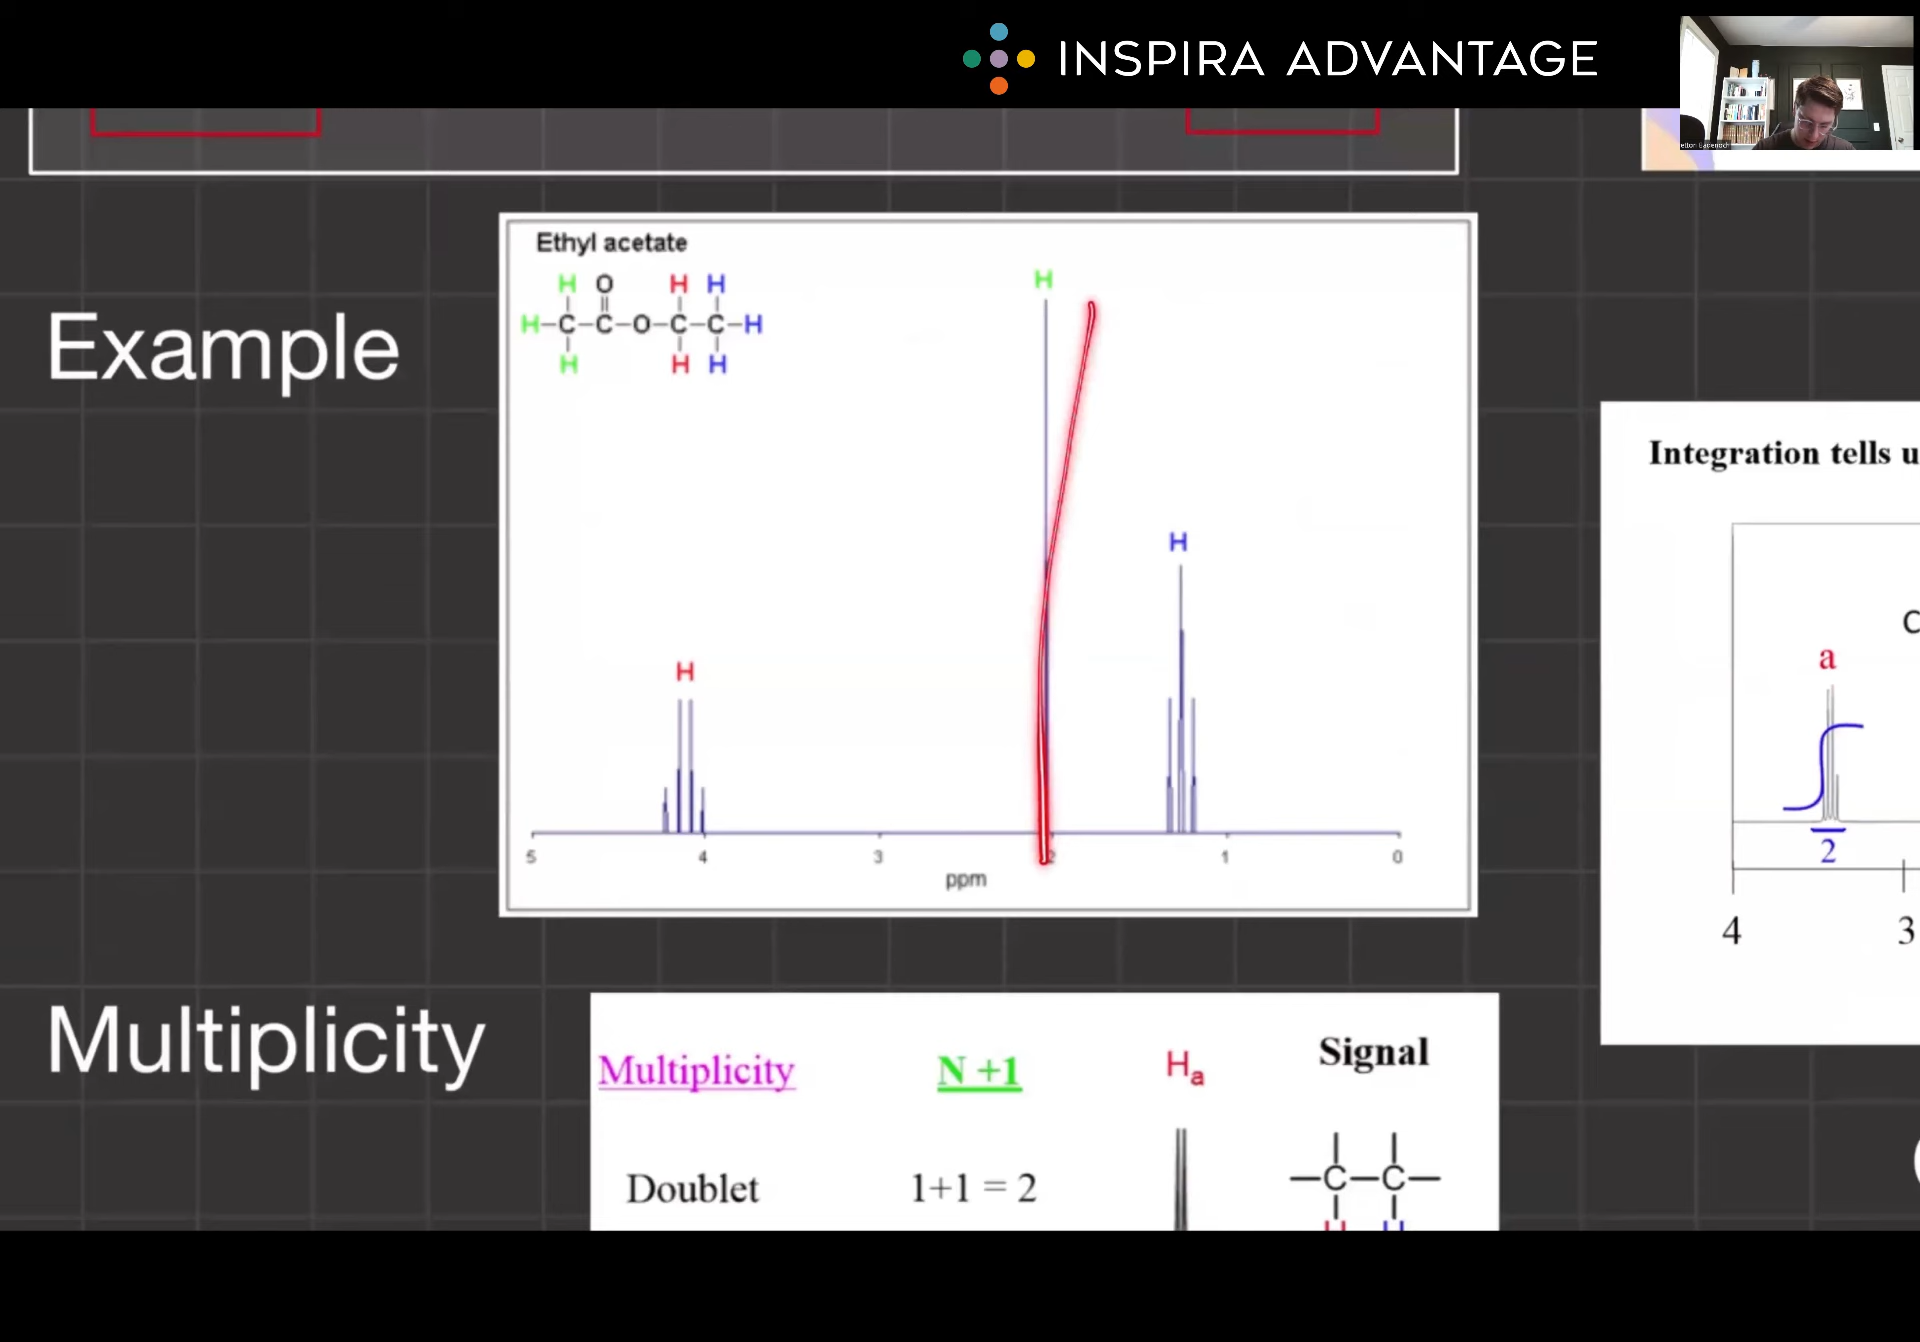 INSPIRA ADVANTAGE
Example
Ethyl acetate
H O H H
H-C-C-O-C-C-H
H H H
H
H
H
5 4 3 2 1 0
ppm
Integration tells u
a
2
4 3
Multiplicity
Multiplicity N +1 Ha Signal
Doublet 1+1 = 2
C-C